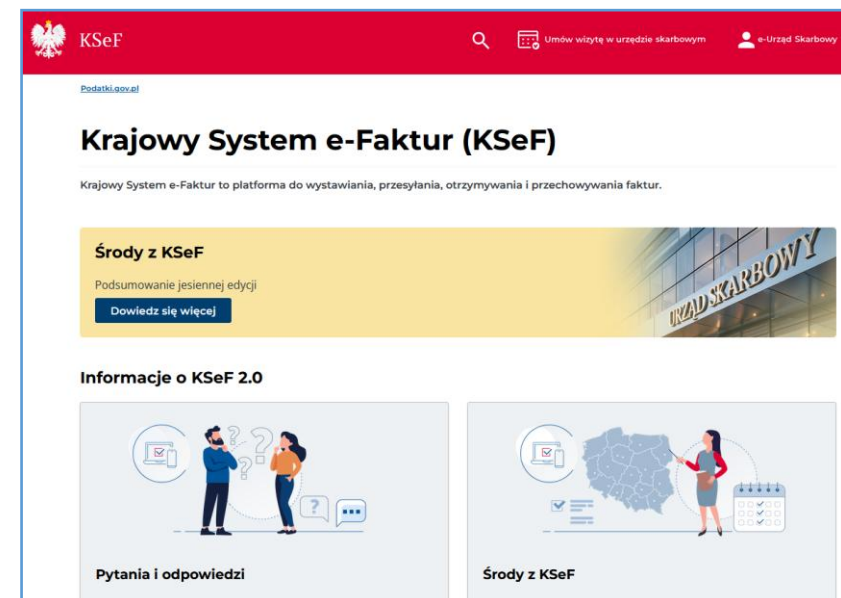 KSeF
Umów wizytę w urzędzie skarbowym
e-Urząd Skarbowy
Podatki.gov.pl
Krajowy System e-Faktur (KSeF)
Krajowy System e-Faktur to platforma do wystawiania, przesyłania, otrzymywania i przechowywania faktur.
Środy z KSeF
Podsumowanie jesiennej edycji
Dowiedz się więcej
URZĄD SKARBOWY
Informacje o KSeF 2.0
Pytania i odpowiedzi
Środy z KSeF